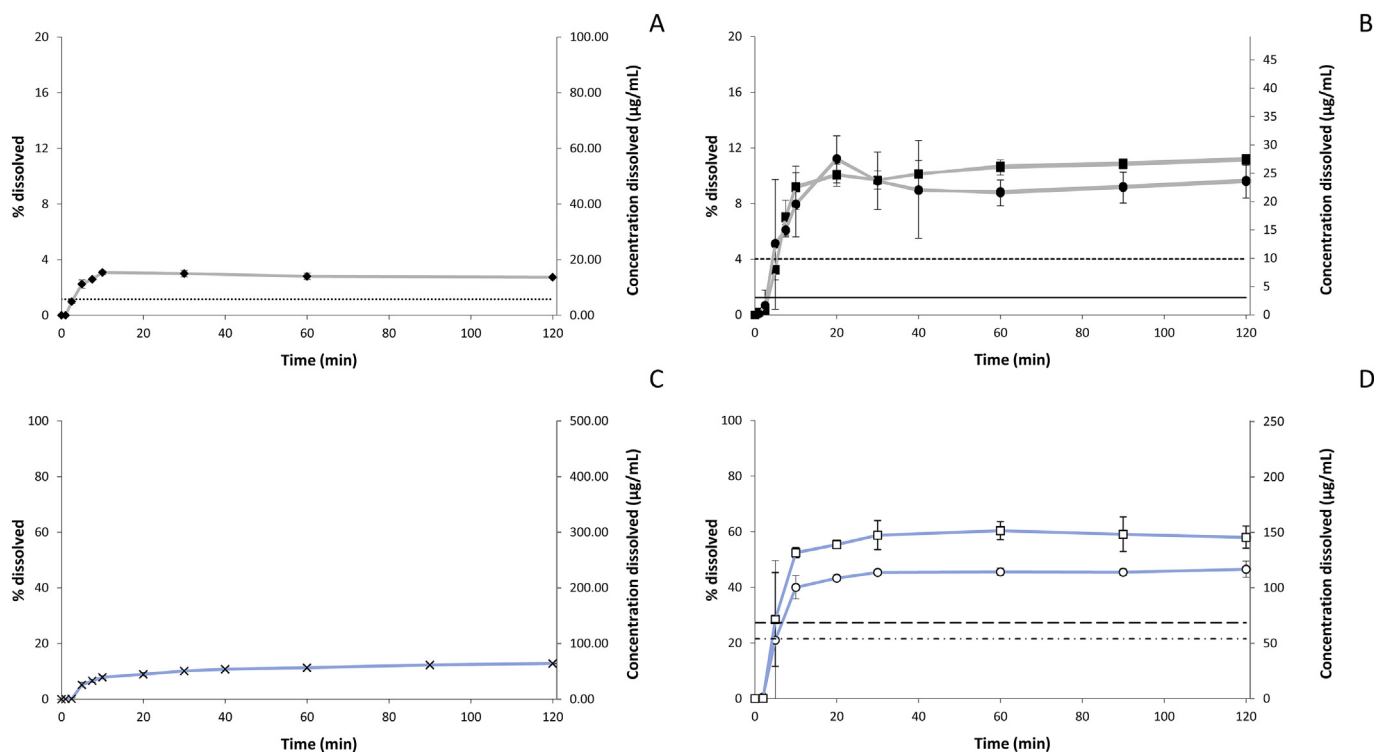 A
20
16
12
8
4
0
% dissolved
100.00
80.00
60.00
40.00
20.00
0.00
Concentration dissolved (µg/mL)
0 20 40 60 80 100 120
Time (min)
B
20
16
12
8
4
0
% dissolved
45
40
35
30
25
20
15
10
5
0
Concentration dissolved (µg/mL)
0 20 40 60 80 100 120
Time (min)
C
100
80
60
40
20
0
% dissolved
500.00
400.00
300.00
200.00
100.00
0.00
Concentration dissolved (µg/mL)
0 20 40 60 80 100 120
Time (min)
D
100
80
60
40
20
0
% dissolved
250
200
150
100
50
0
Concentration dissolved (µg/mL)
0 20 40 60 80 100 120
Time (min)